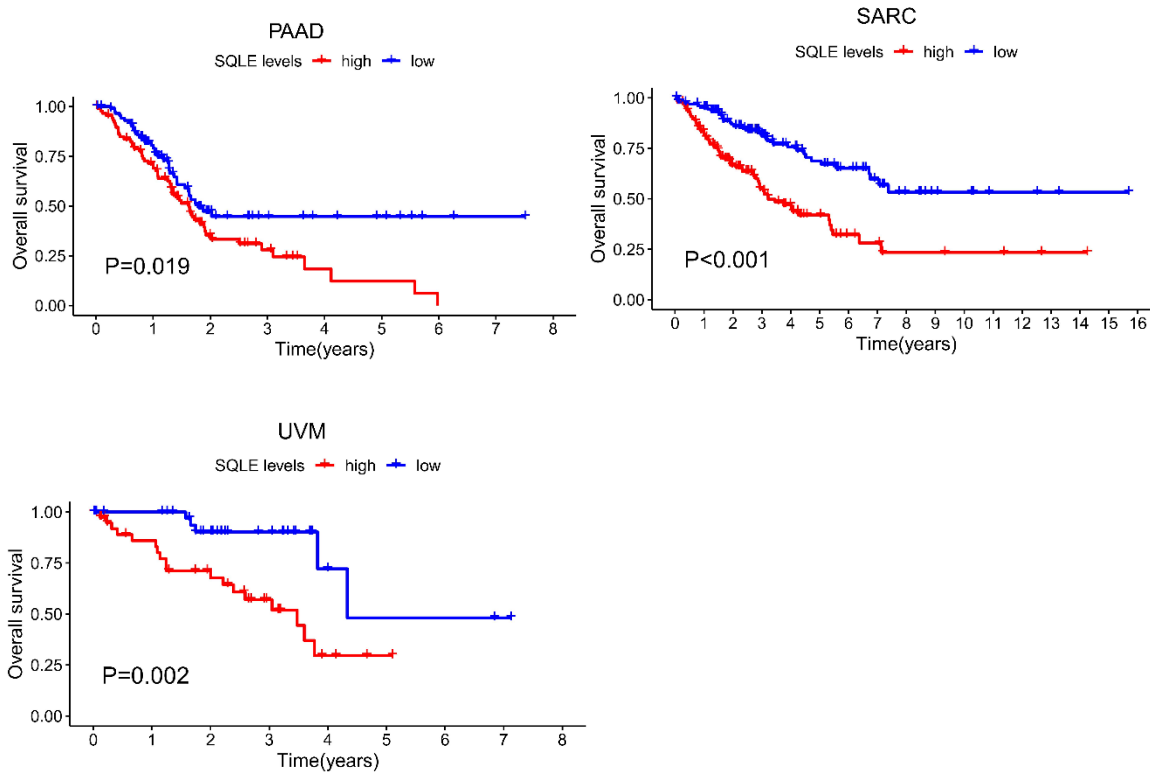 PAAD
SQLE levels high low
1.00
0.75
0.50
0.25
0.00
Overall survival
P=0.019
0 1 2 3 4 5 6 7 8
Time(years)
SARC
SQLE levels high low
1.00
0.75
0.50
0.25
0.00
Overall survival
P<0.001
0 1 2 3 4 5 6 7 8 9 10 11 12 13 14 15 16
Time(years)
UVM
SQLE levels high low
1.00
0.75
0.50
0.25
0.00
Overall survival
P=0.002
0 1 2 3 4 5 6 7 8
Time(years)